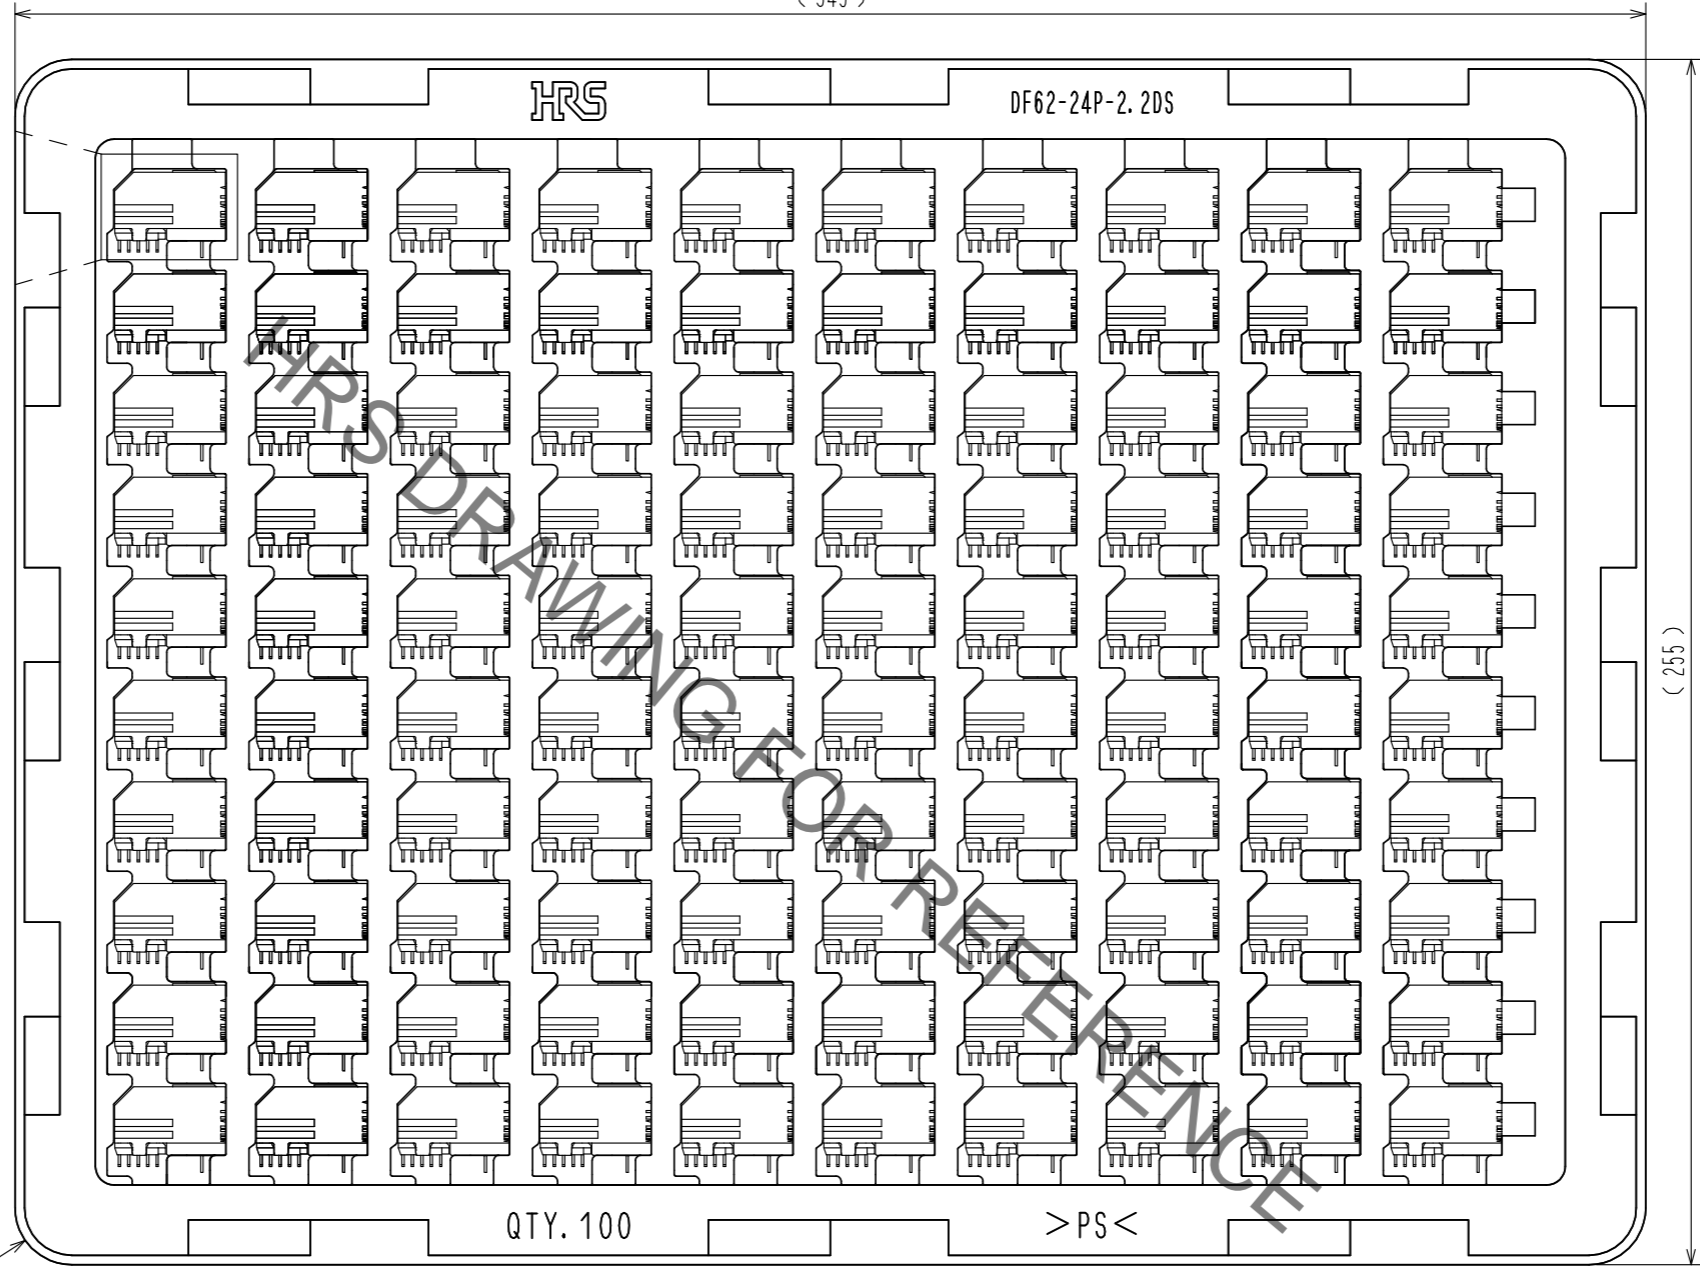 HRS
DF62-24P-2.2DS
( 255 )
HRS DRAWING FOR REFERENCE
QTY. 100
>PS<